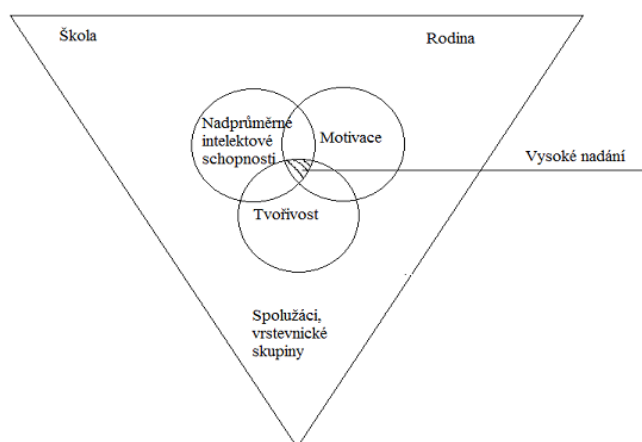 Škola
Rodina
Nadprůměrné
intelektové
schopnosti
Motivace
Vysoké nadání
Tvořivost
Spolužáci,
vrstevnické
skupiny